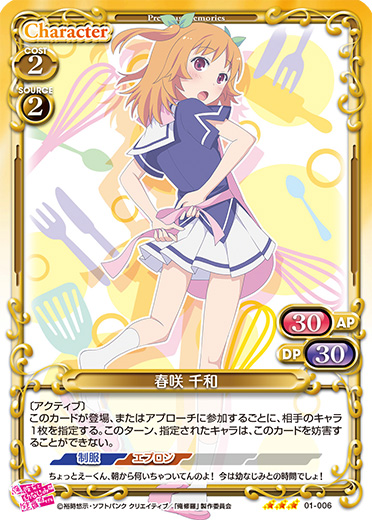 Precious Memories
Character
COST
2
SOURCE
2
30 AP
DP 30
春咲 千和
［アクティブ］
このカードが登場、またはアプローチに参加するごとに、相手のキャラ
1枚を指定する。このターン、指定されたキャラは、このカードを妨害す
ることができない。
制服 エプロン
ちょっとえーくん、朝から何いちゃついてんのよ！ 今は幼なじみとの時間でしょ！
©裕時悠示・ソフトバンク クリエイティブ／「俺修羅」製作委員会
★★★ 01-006